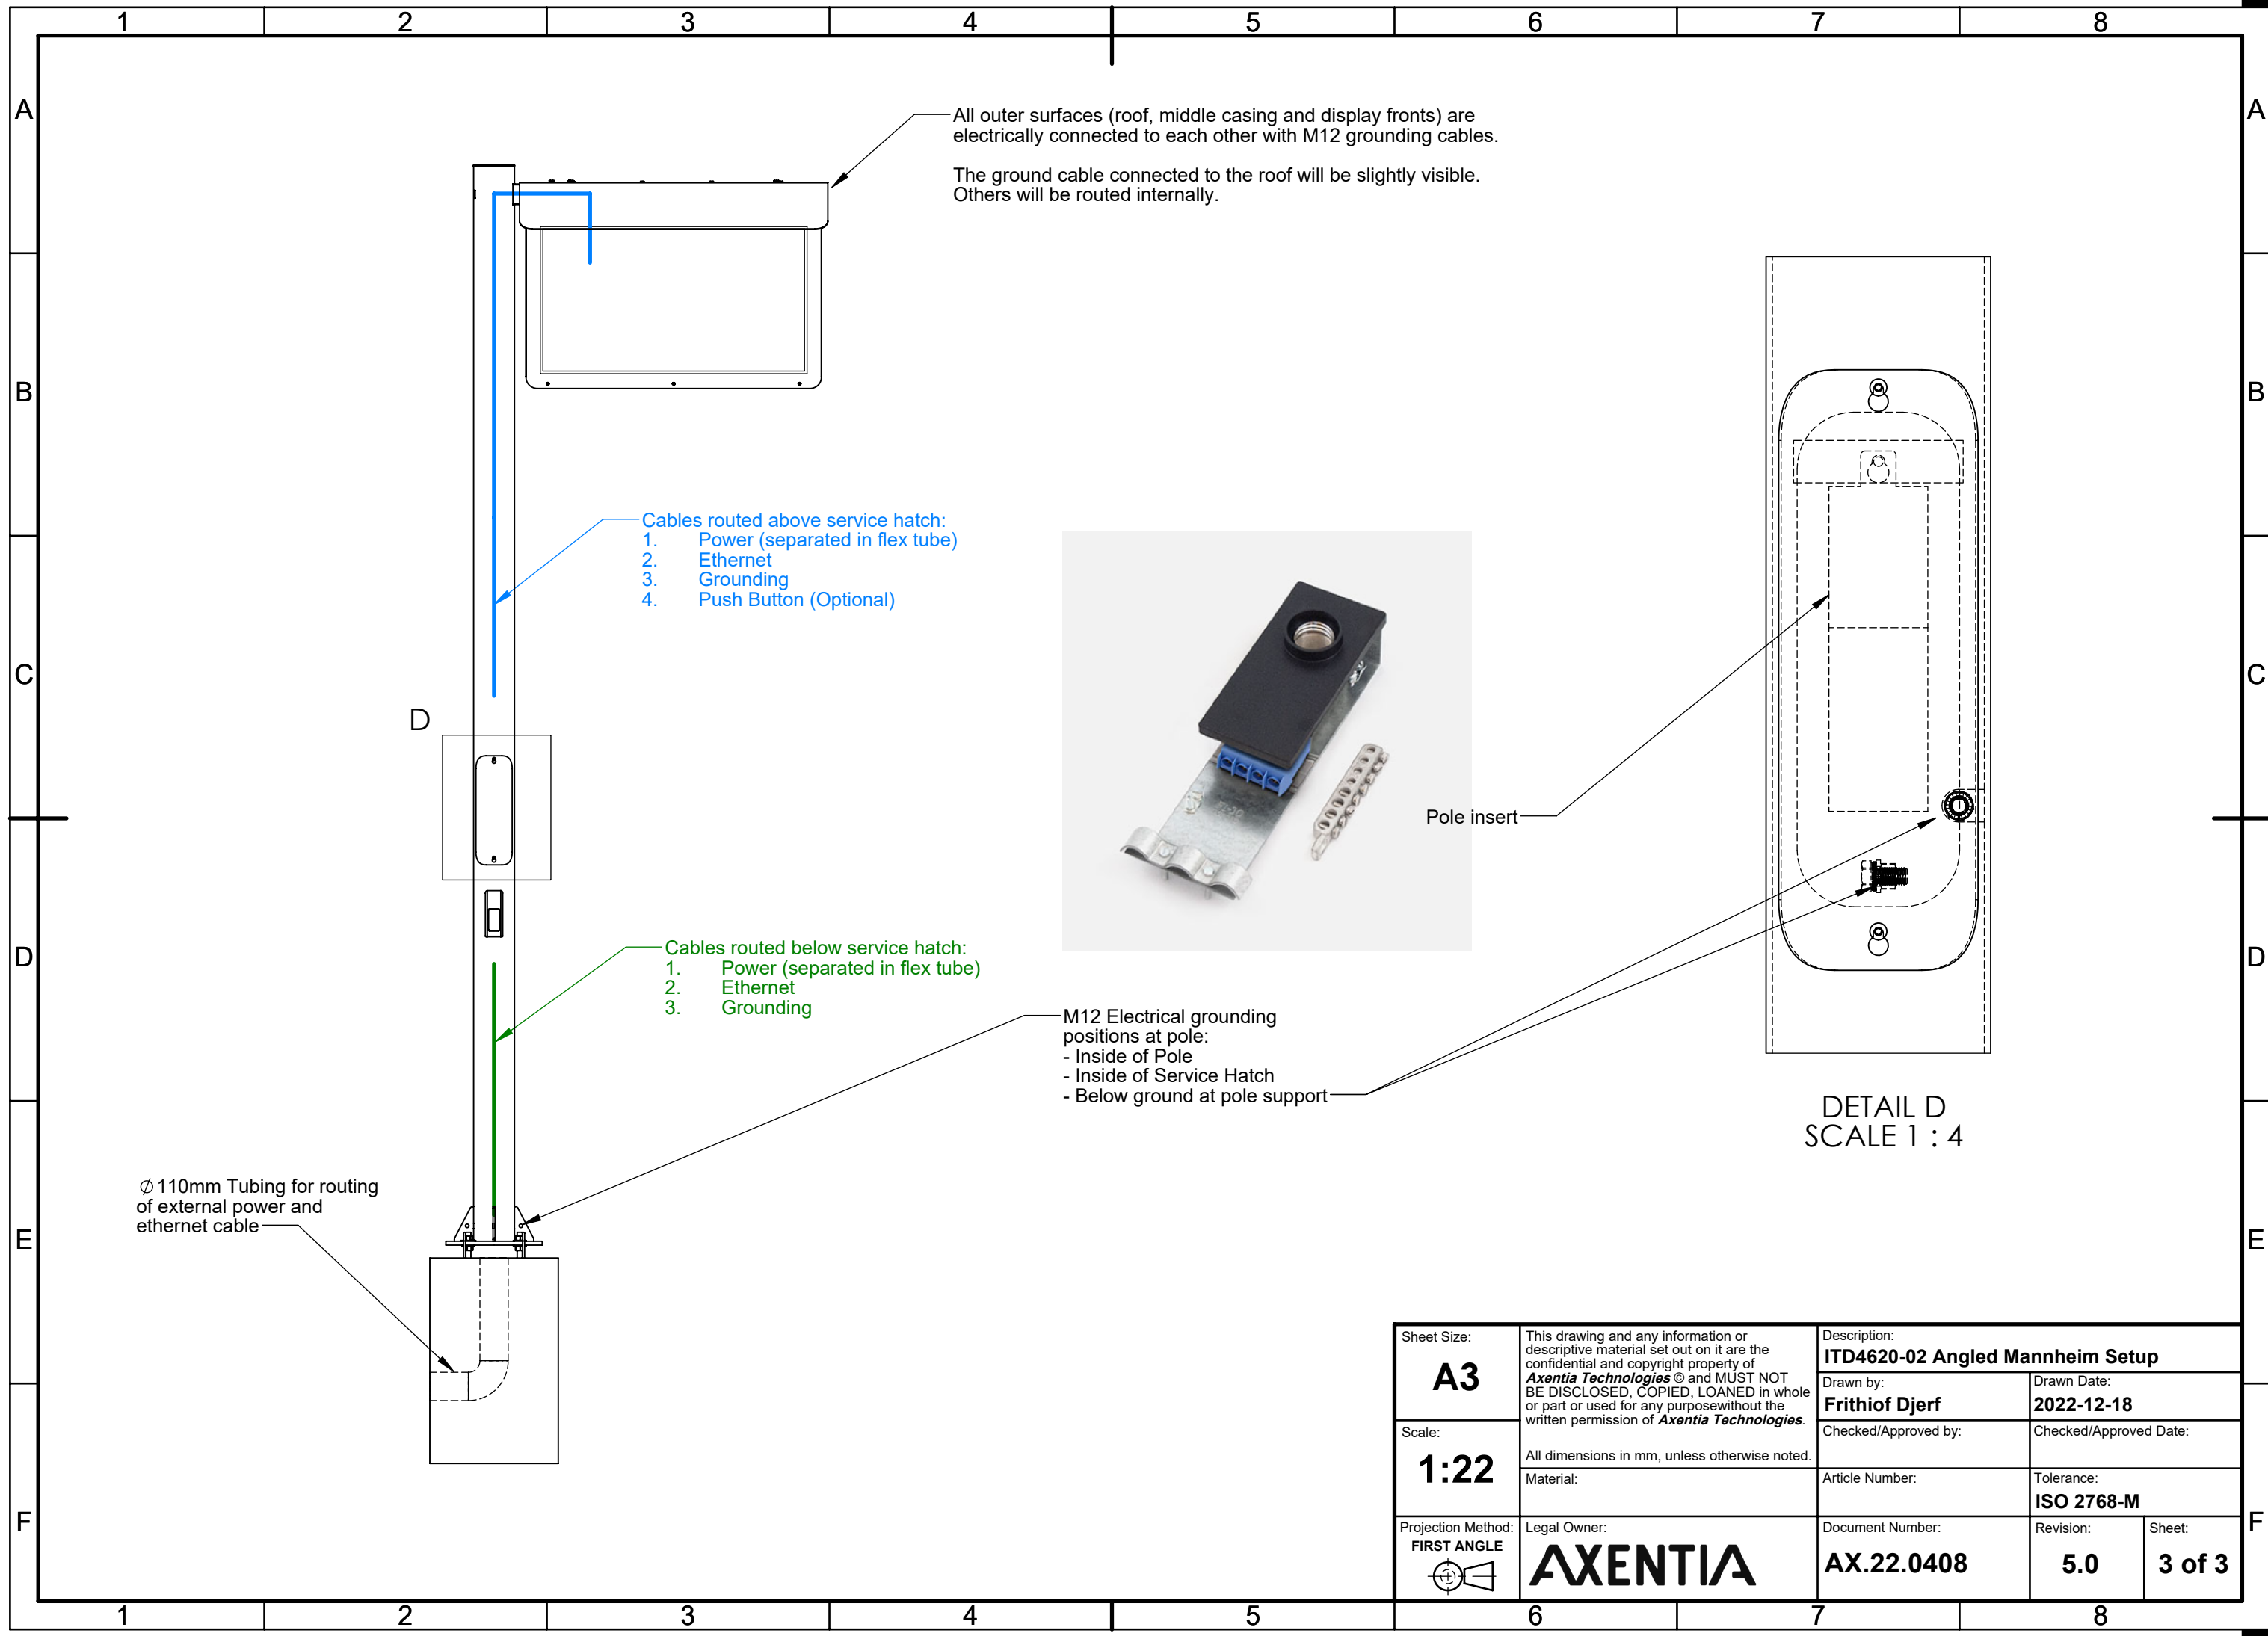 1 2 3 4 5 6 7 8
A A
B B
C C
D D
E E
F F
All outer surfaces (roof, middle casing and display fronts) are
electrically connected to each other with M12 grounding cables.
The ground cable connected to the roof will be slightly visible.
Others will be routed internally.
Cables routed above service hatch:
1. Power (separated in flex tube)
2. Ethernet
3. Grounding
4. Push Button (Optional)
D
Pole insert
Cables routed below service hatch:
1. Power (separated in flex tube)
2. Ethernet
3. Grounding
M12 Electrical grounding
positions at pole:
- Inside of Pole
- Inside of Service Hatch
- Below ground at pole support
DETAIL D
SCALE 1 : 4
∅110mm Tubing for routing
of external power and
ethernet cable
Sheet Size:
A3
Scale:
1:22
Projection Method:
FIRST ANGLE
This drawing and any information or
descriptive material set out on it are the
confidential and copyright property of
Axentia Technologies © and MUST NOT
BE DISCLOSED, COPIED, LOANED in whole
or part or used for any purposewithout the
written permission of Axentia Technologies.
All dimensions in mm, unless otherwise noted.
Material:
Legal Owner:
AXENTIA
Description:
ITD4620-02 Angled Mannheim Setup
Drawn by:
Frithiof Djerf
Drawn Date:
2022-12-18
Checked/Approved by:
Checked/Approved Date:
Article Number:
Tolerance:
ISO 2768-M
Document Number:
AX.22.0408
Revision:
5.0
Sheet:
3 of 3
1 2 3 4 5 6 7 8